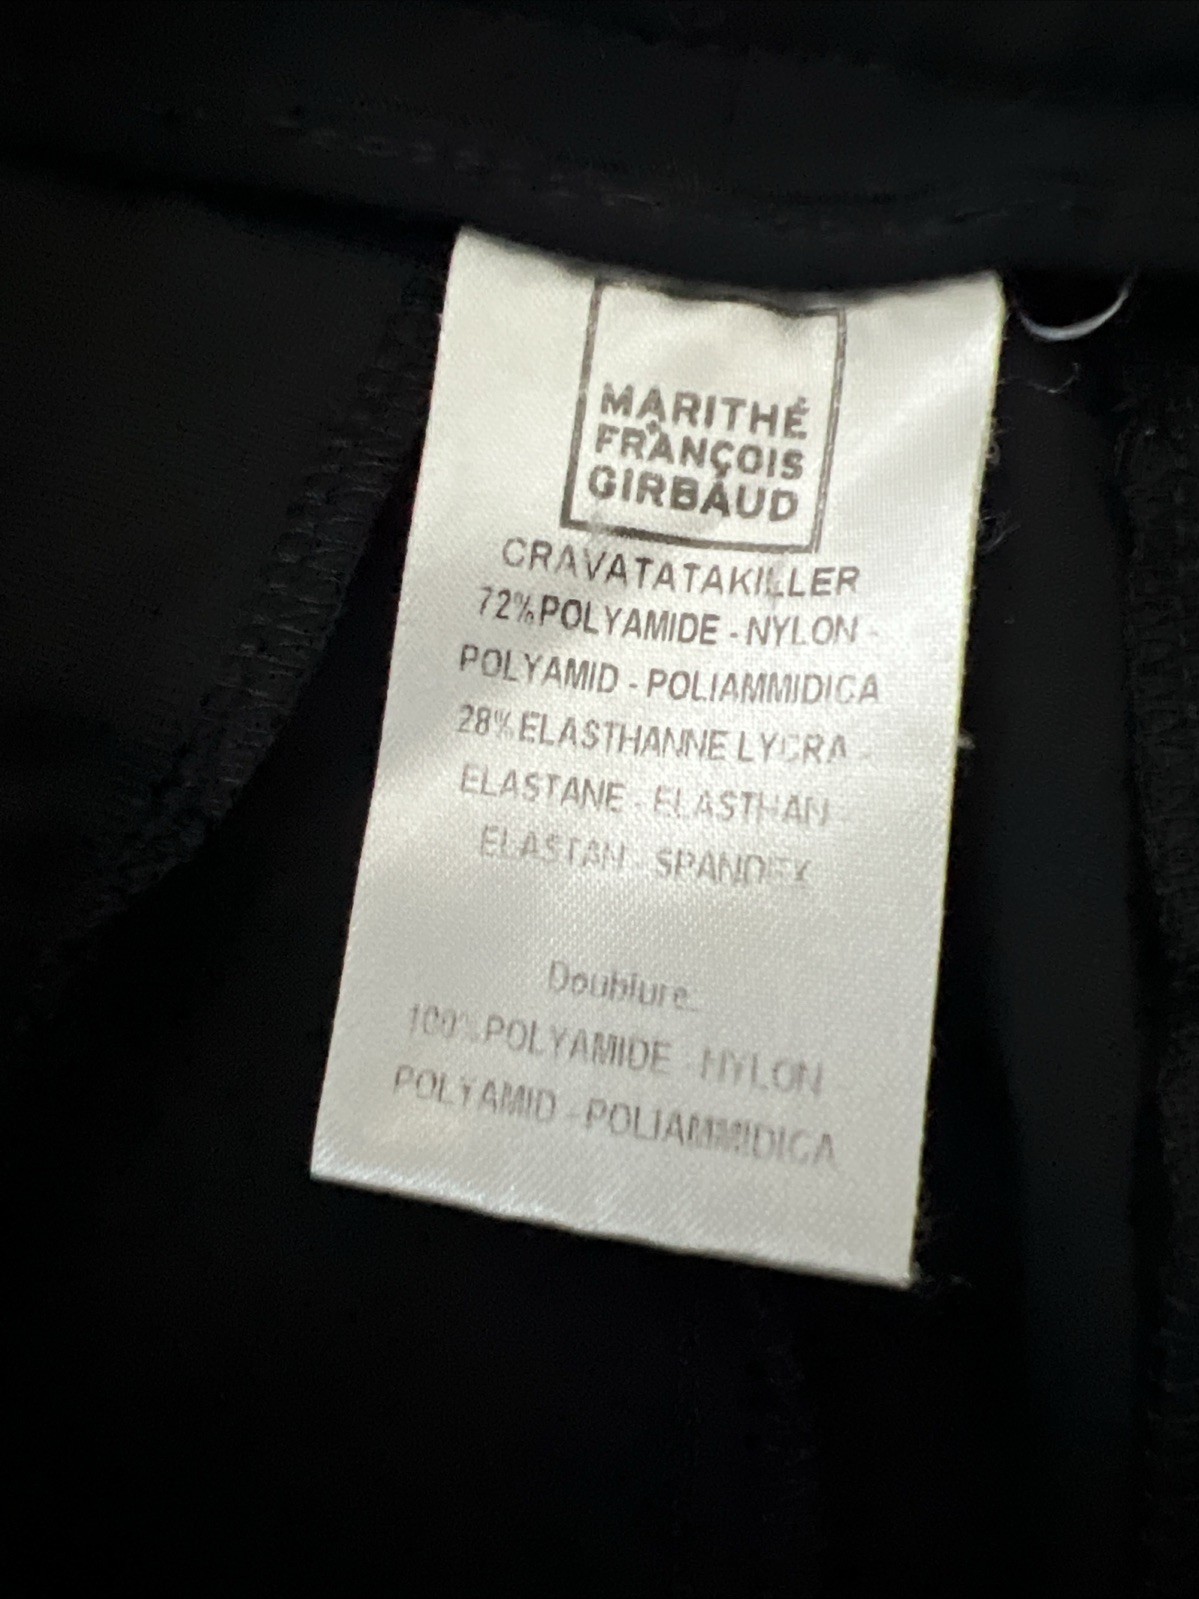 MARITHÉ
+
FRANÇOIS
GIRBAUD
CRAVATATAKILLER
72%POLYAMIDE - NYLON -
POLYAMID - POLIAMMIDICA
28%ELASTHANNE LYCRA -
ELASTANE - ELASTHAN -
ELASTAN - SPANDEX
Doublure
100%POLYAMIDE - NYLON
POLYAMID - POLIAMMIDICA